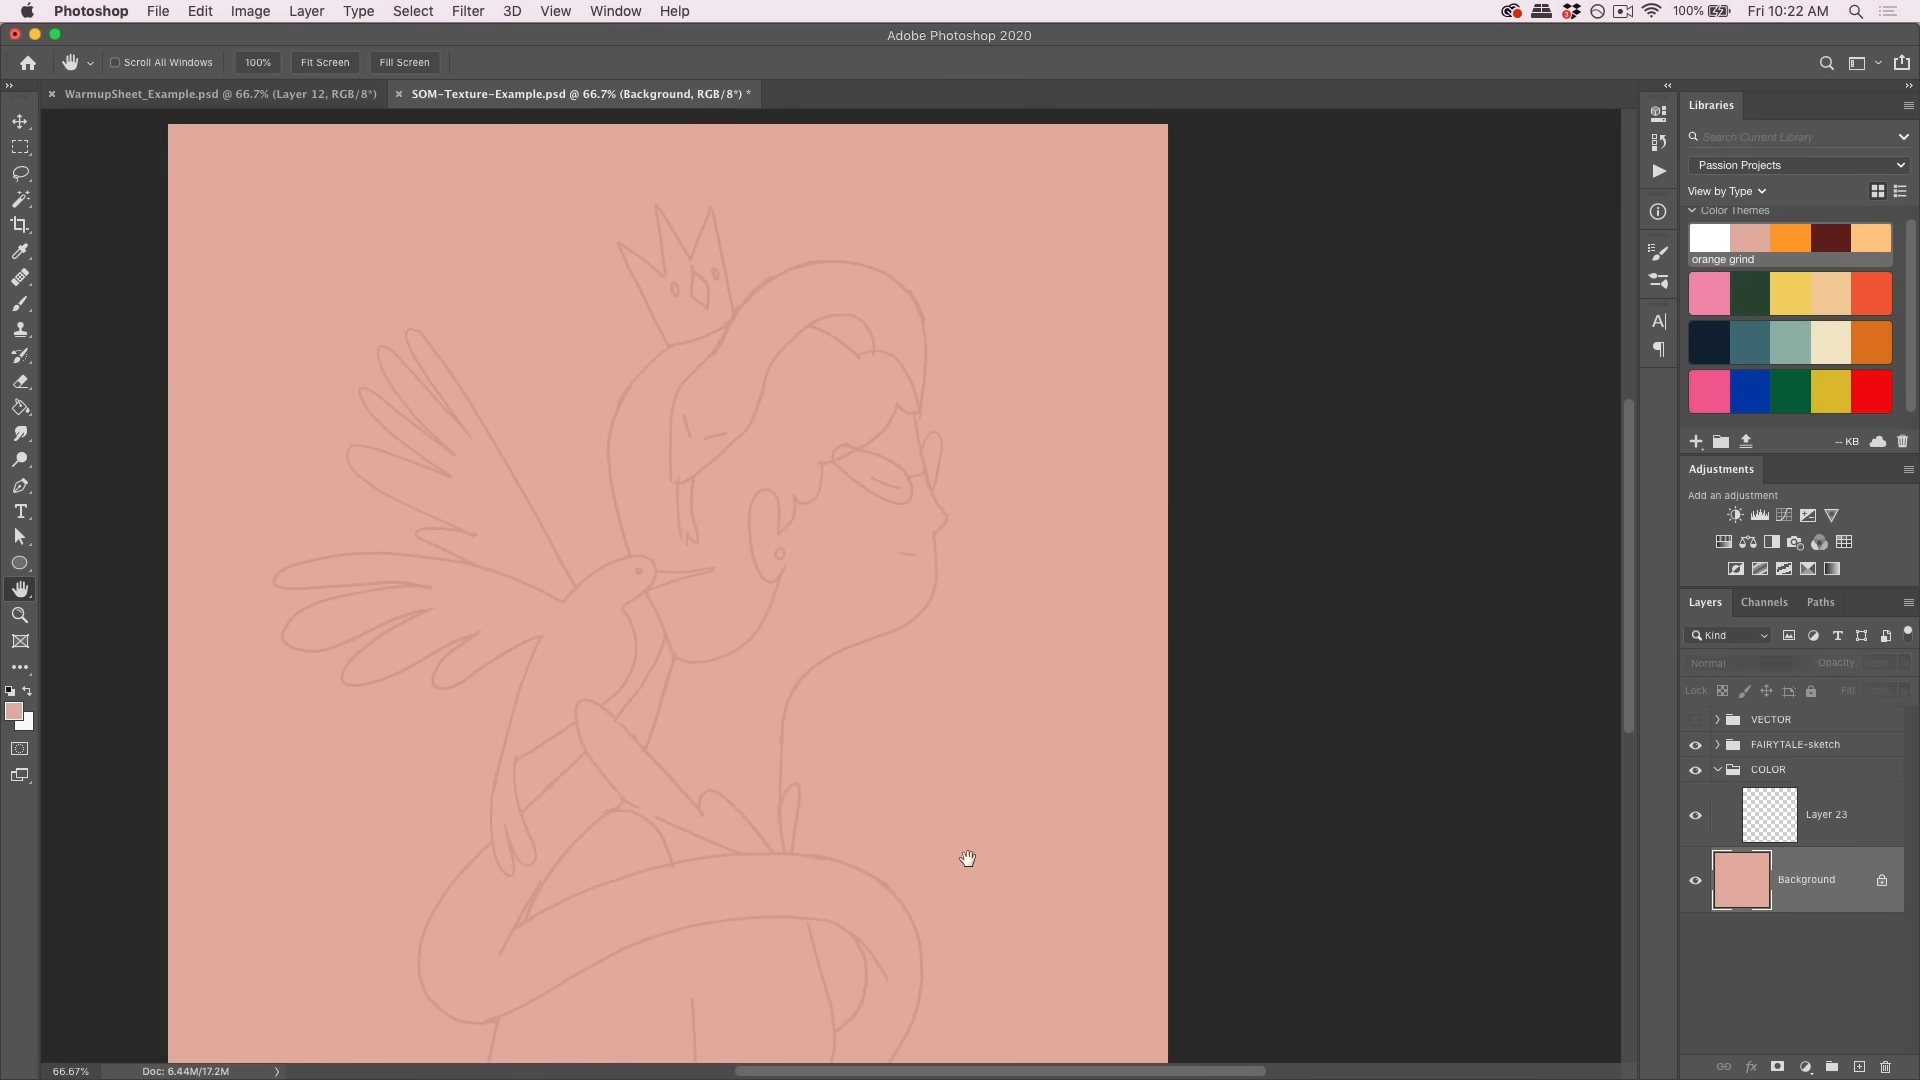 Photoshop File Edit Image Layer Type Select Filter 3D View Window Help 100% Fri 10:22 AM
Adobe Photoshop 2020
Scroll All Windows 100% Fit Screen Fill Screen
WarmupSheet_Example.psd @ 66.7% (Layer 12, RGB/8*) SOM-Texture-Example.psd @ 66.7% (Background, RGB/8*) *
Libraries
Search Current Library
Passion Projects
View by Type
Color Themes
orange grind
-- KB
Adjustments
Add an adjustment
Layers Channels Paths
Kind
Normal Opacity:
Lock: Fill:
VECTOR
FAIRYTALE-sketch
COLOR
Layer 23
Background
66.67% Doc: 6.44M/17.2M